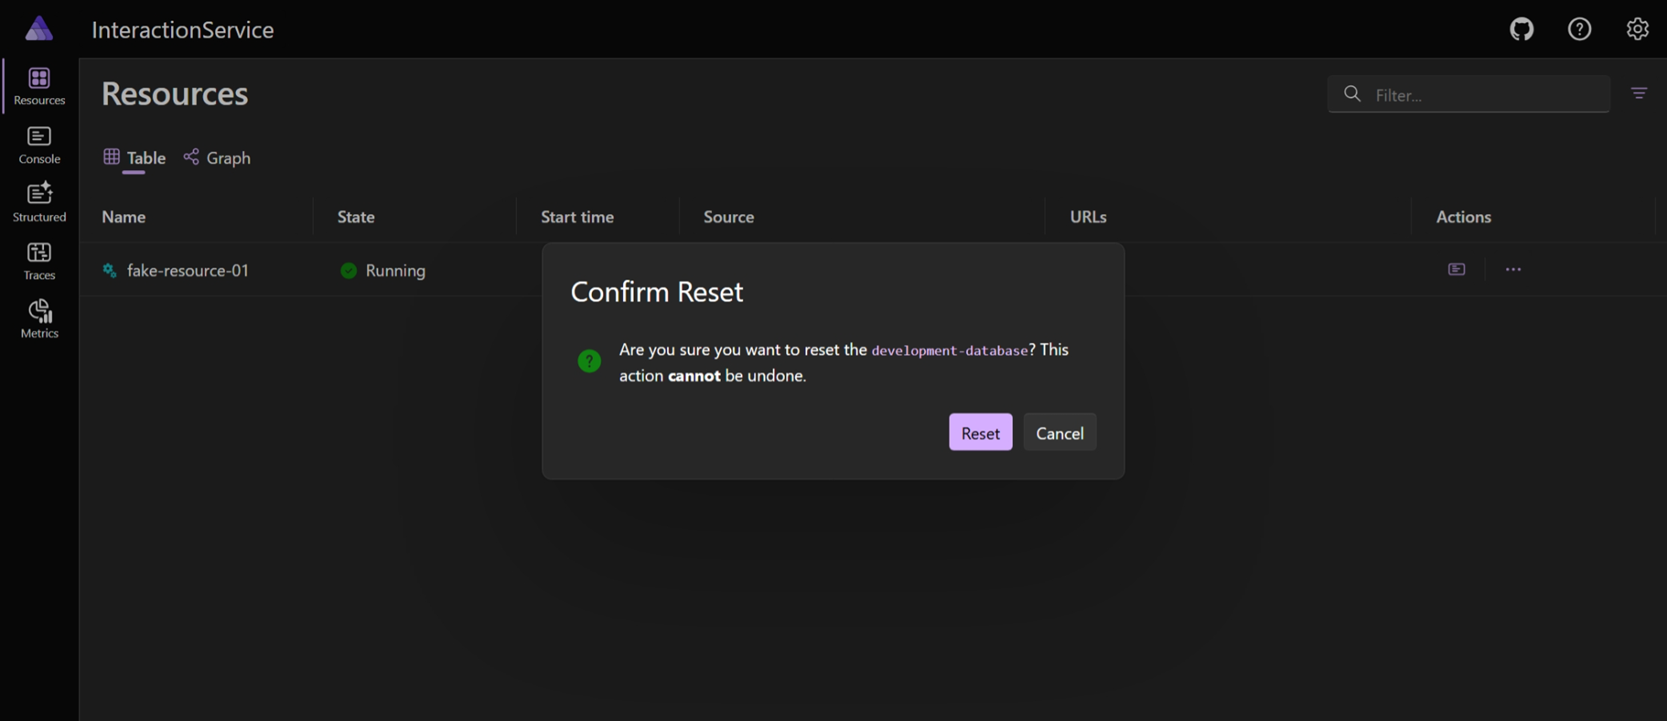 InteractionService
Resources
Console
Structured
Traces
Metrics
Resources
Filter...
Table Graph
Name State Start time Source URLs Actions
fake-resource-01 Running
Confirm Reset
?
Are you sure you want to reset the development-database? This
action cannot be undone.
Reset Cancel